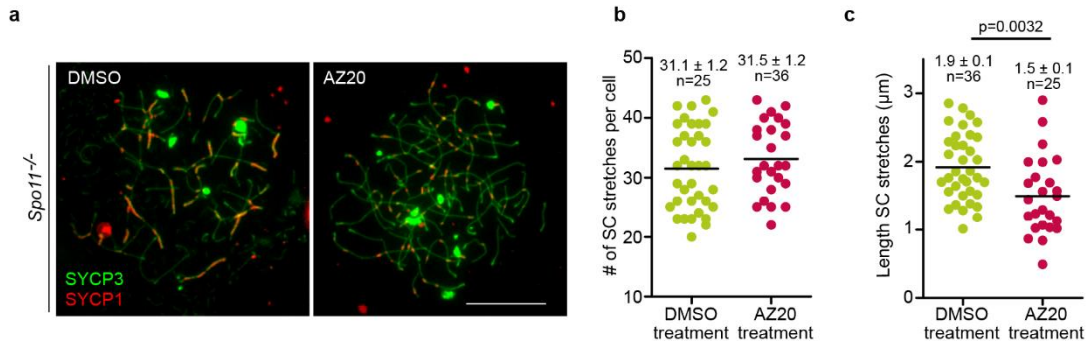 a
Spo11-/-
DMSO
AZ20
SYCP3
SYCP1
b
# of SC stretches per cell
50
40
30
20
10
31.1 ± 1.2
n=25
31.5 ± 1.2
n=36
DMSO
treatment
AZ20
treatment
c
p=0.0032
Length SC stretches (µm)
3
2
1
0
1.9 ± 0.1
n=36
1.5 ± 0.1
n=25
DMSO
treatment
AZ20
treatment